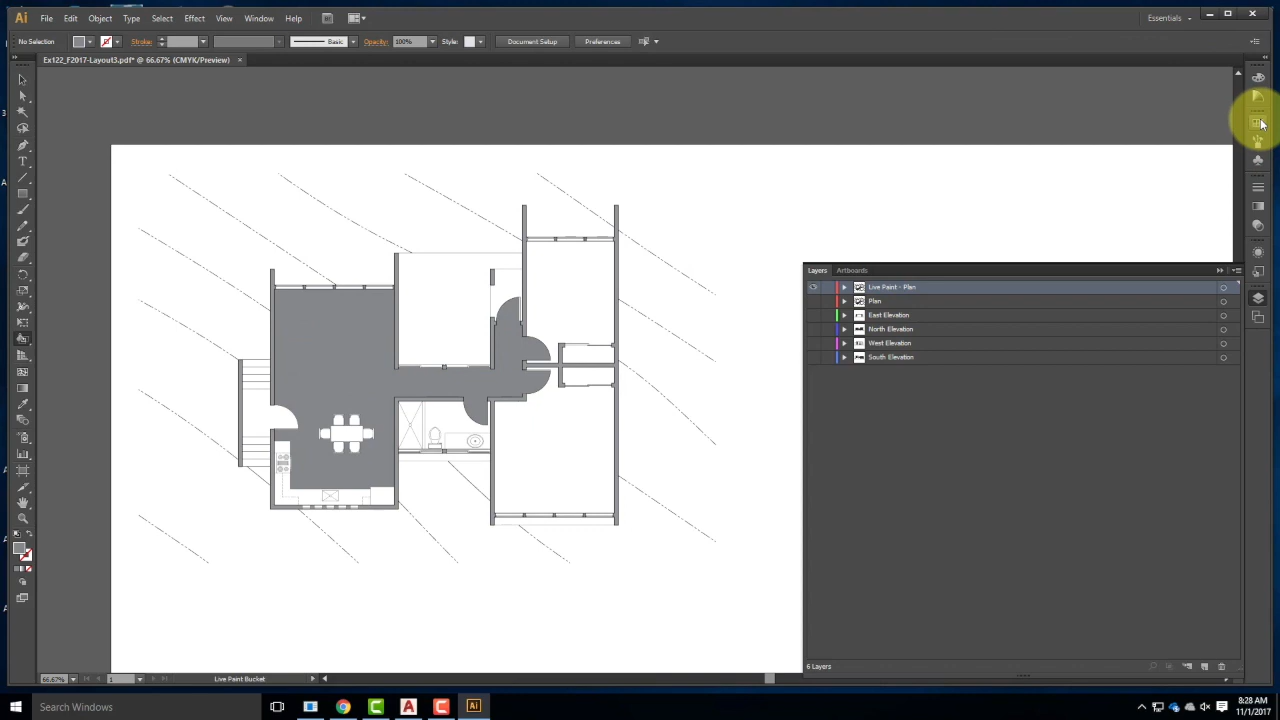 Ai File Edit Object Type Select Effect View Window Help Br Essentials
No Selection Stroke: Basic Opacity: 100% Style: Document Setup Preferences
Ex122_F2017-Layout3.pdf* @ 66.67% (CMYK/Preview) ×
Layers Artboards
Live Paint - Plan
Plan
East Elevation
North Elevation
West Elevation
South Elevation
6 Layers
66.67% 1 Live Paint Bucket
Search Windows
8:28 AM
11/1/2017